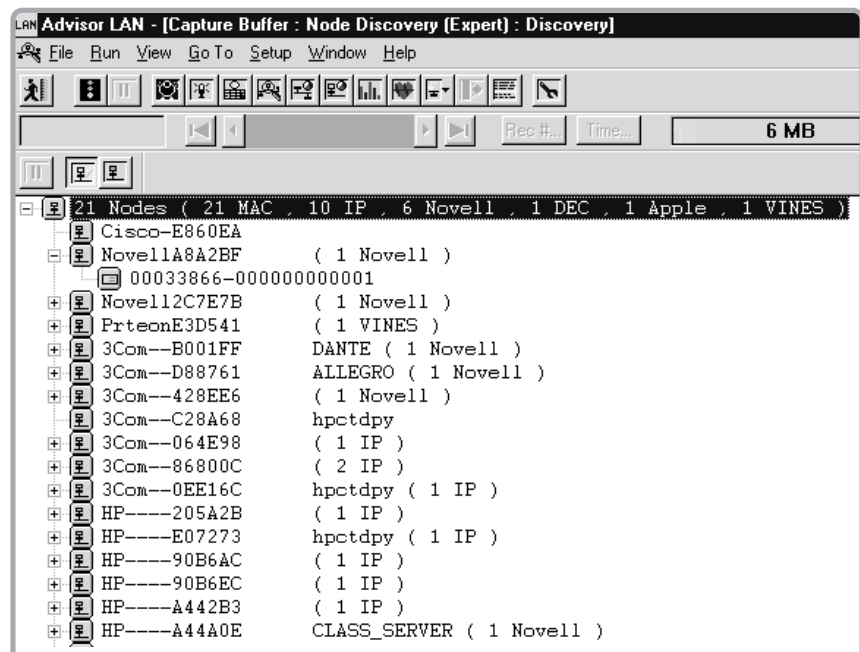 LAN Advisor LAN - [Capture Buffer : Node Discovery (Expert) : Discovery]
File Run View Go To Setup Window Help
Rec #... Time... 6 MB
21 Nodes ( 21 MAC , 10 IP , 6 Novell , 1 DEC , 1 Apple , 1 VINES )
Cisco-E860EA
NovellA8A2BF ( 1 Novell )
00033866-000000000001
Novell2C7E7B ( 1 Novell )
PrteonE3D541 ( 1 VINES )
3Com--B001FF DANTE ( 1 Novell )
3Com--D88761 ALLEGRO ( 1 Novell )
3Com--428EE6 ( 1 Novell )
3Com--C28A68 hpctdpy
3Com--064E98 ( 1 IP )
3Com--86800C ( 2 IP )
3Com--0EE16C hpctdpy ( 1 IP )
HP----205A2B ( 1 IP )
HP----E07273 hpctdpy ( 1 IP )
HP----90B6AC ( 1 IP )
HP----90B6EC ( 1 IP )
HP----A442B3 ( 1 IP )
HP----A44A0E CLASS_SERVER ( 1 Novell )